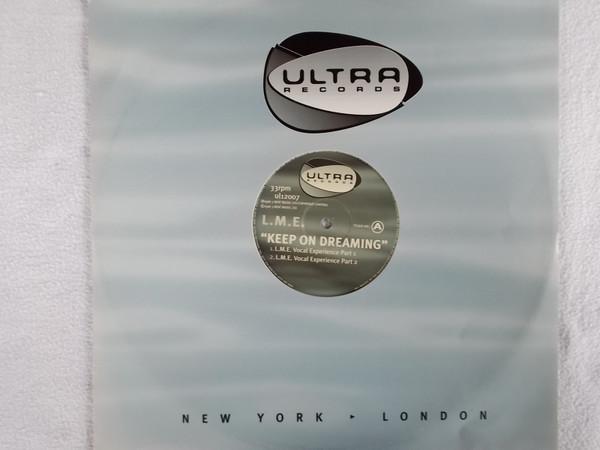 ULTRA
RECORDS
ULTRA
RECORDS
33rpm
ul12007
L.M.E.
A
"KEEP ON DREAMING"
1. L.M.E. Vocal Experience Part 1
2. L.M.E. Vocal Experience Part 2
NEW YORK ▸ LONDON